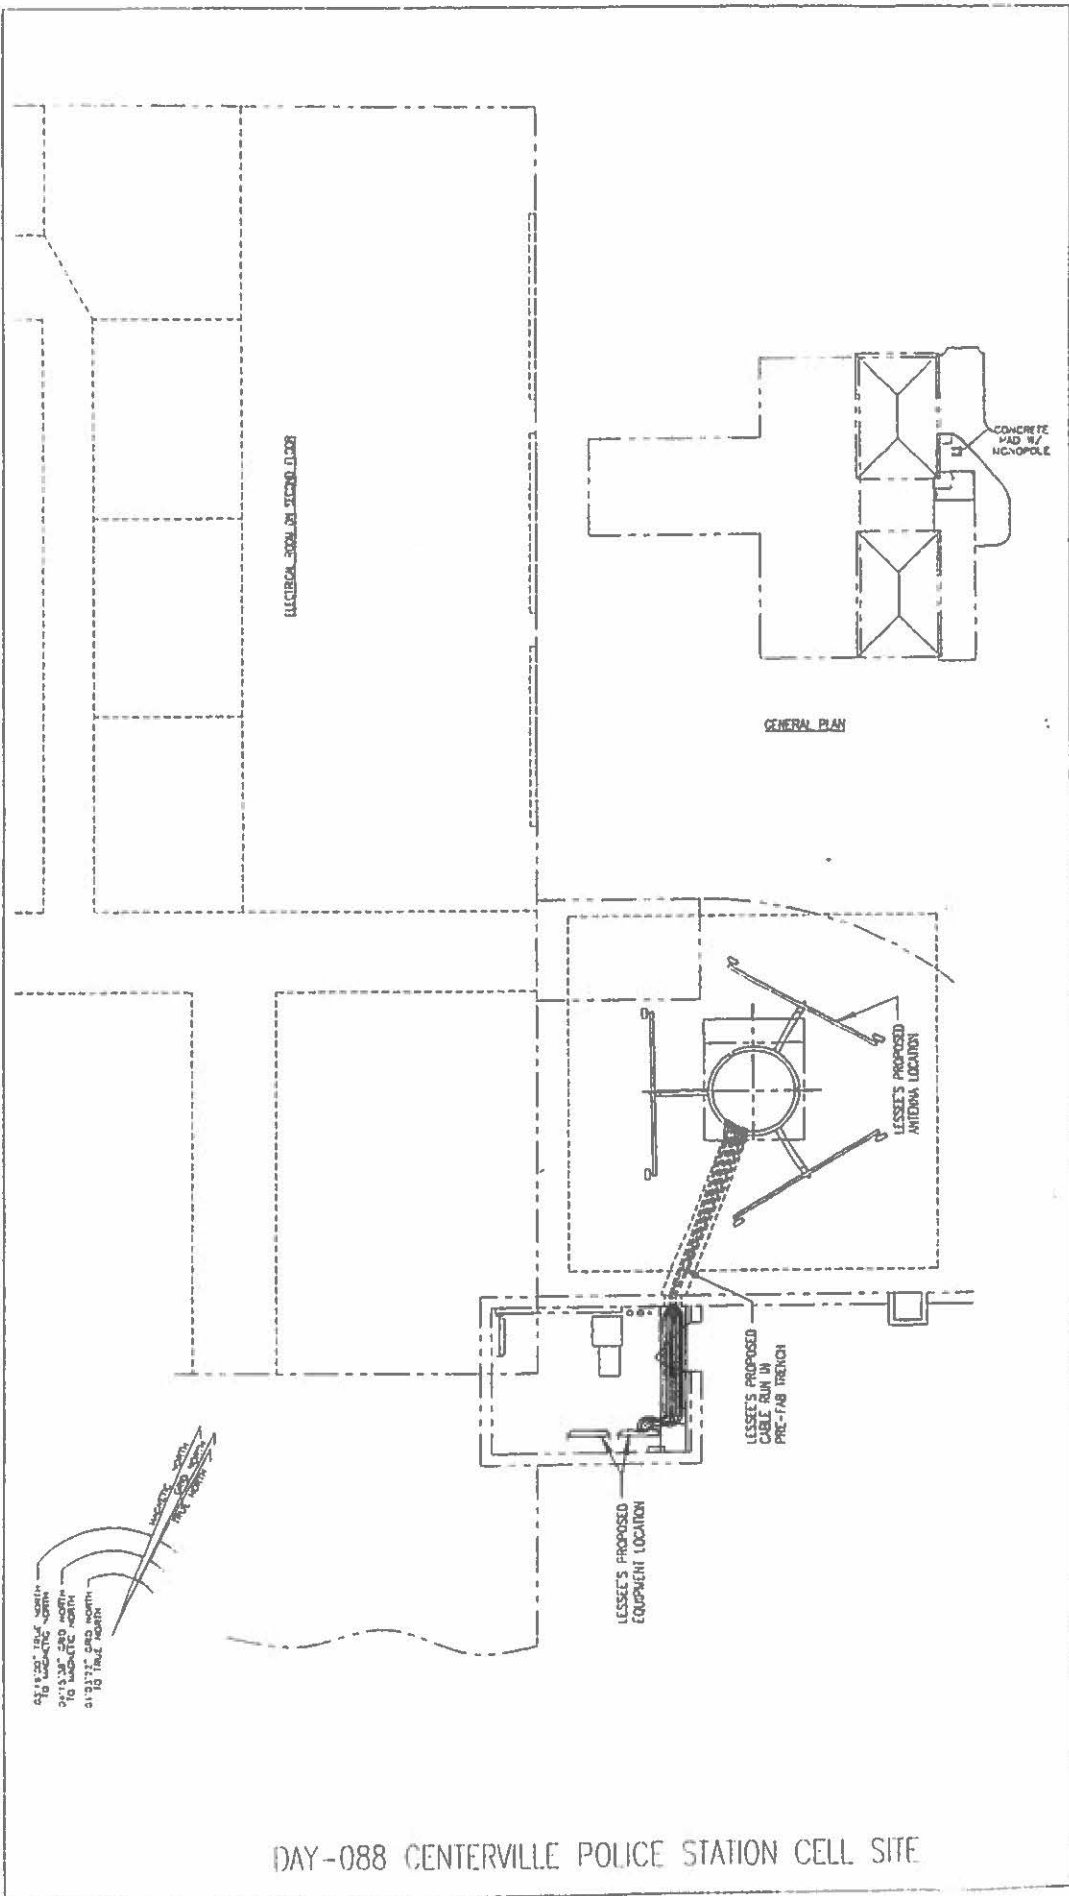 ELECTRICAL ROOM ON SECOND FLOOR
CONCRETE
PAD W/
MONOPOLE
GENERAL PLAN
LESSEE'S PROPOSED
ANTENNA LOCATION
LESSEE'S PROPOSED
CABLE RUN IN
PRE-FAB TRENCH
LESSEE'S PROPOSED
EQUIPMENT LOCATION
MAGNETIC NORTH
GRID NORTH
TRUE NORTH
TRUE NORTH
TO MAGNETIC NORTH
GRID NORTH
TO MAGNETIC NORTH
GRID NORTH
TO TRUE NORTH
DAY-088 CENTERVILLE POLICE STATION CELL SITE